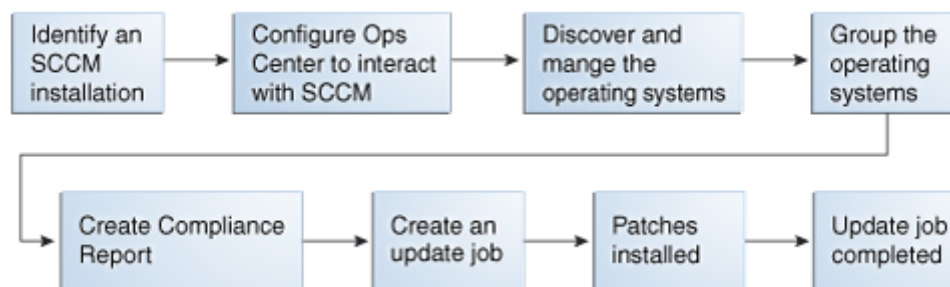 Identify an
SCCM
installation
Configure Ops
Center to interact
with SCCM
Discover and
mange the
operating systems
Group the
operating
systems
Create Compliance
Report
Create an
update job
Patches
installed
Update job
completed